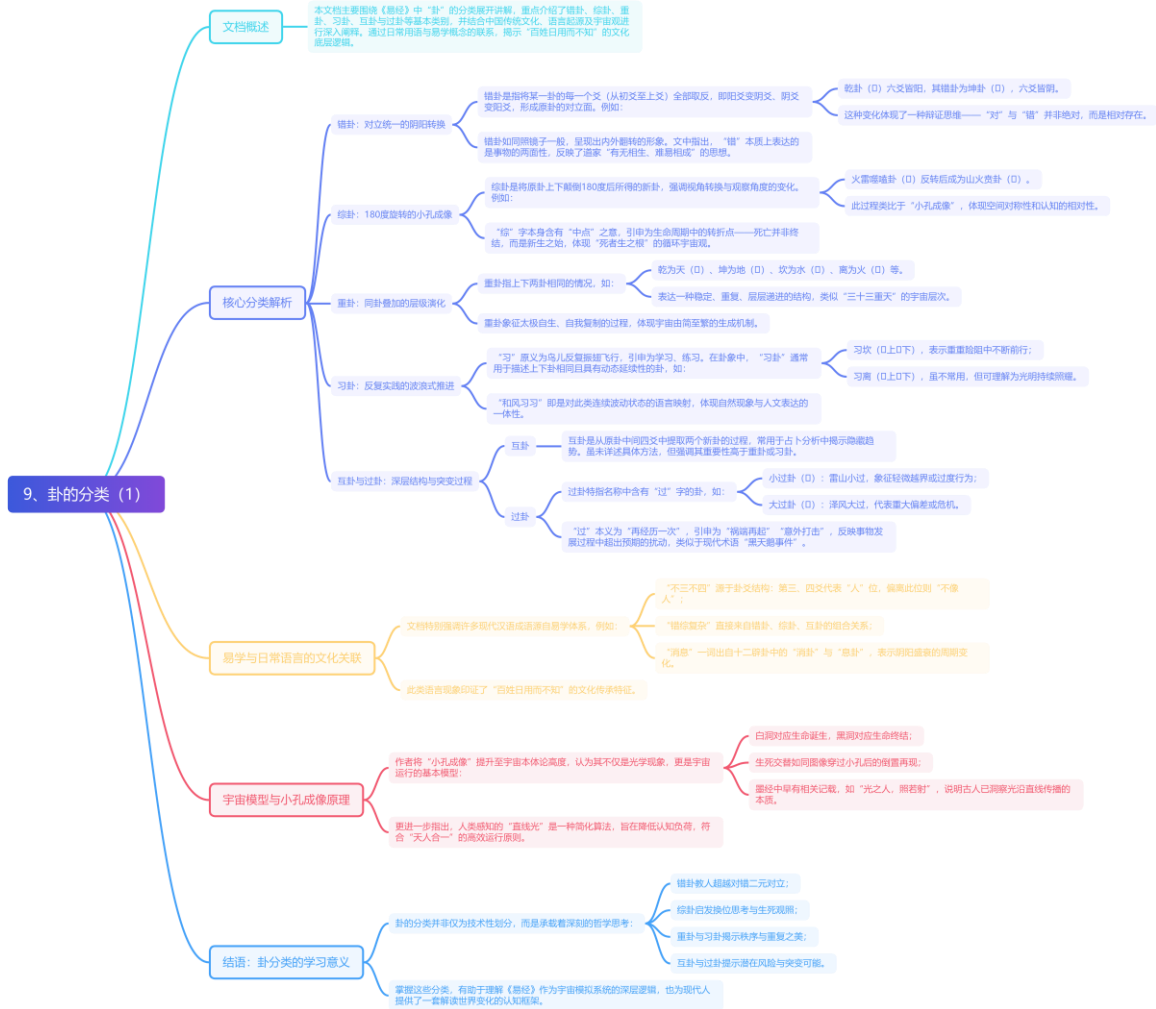 9、卦的分类（1）
文档概述
本文档主要围绕《易经》中“卦”的分类展开讲解，重点介绍了错卦、综卦、重
卦、习卦、互卦与过卦等基本类别，并结合中国传统文化、语言起源及宇宙观进
行深入阐释。通过日常用语与易学概念的联系，揭示“百姓日用而不知”的文化
底层逻辑。
核心分类解析
错卦：对立统一的阴阳转换
错卦是指将某一卦的每一个爻（从初爻至上爻）全部取反，即阳爻变阴爻、阴爻
变阳爻，形成原卦的对立面。例如：
乾卦（▯）六爻皆阳，其错卦为坤卦（▯），六爻皆阴。
这种变化体现了一种辩证思维——“对”与“错”并非绝对，而是相对存在。
错卦如同照镜子一般，呈现出内外翻转的形象。文中指出，“错”本质上表达的
是事物的两面性，反映了道家“有无相生、难易相成”的思想。
综卦：180度旋转的小孔成像
综卦是将原卦上下颠倒180度后所得的新卦，强调视角转换与观察角度的变化。
例如：
火雷噬嗑卦（▯）反转后成为山火贲卦（▯）。
此过程类比于“小孔成像”，体现空间对称性和认知的相对性。
“综”字本身含有“中点”之意，引申为生命周期中的转折点——死亡并非终
结，而是新生之始，体现“死者生之根”的循环宇宙观。
重卦：同卦叠加的层级演化
重卦指上下两卦相同的情况，如：
乾为天（▯）、坤为地（▯）、坎为水（▯）、离为火（▯）等。
表达一种稳定、重复、层层递进的结构，类似“三十三重天”的宇宙层次。
重卦象征太极自生、自我复制的过程，体现宇宙由简至繁的生成机制。
习卦：反复实践的波浪式推进
“习”原义为鸟儿反复振翅飞行，引申为学习、练习。在卦象中，“习卦”通常
用于描述上下卦相同且具有动态延续性的卦，如：
习坎（▯上▯下），表示重重险阻中不断前行；
习离（▯上▯下），虽不常用，但可理解为光明持续照耀。
“和风习习”即是对此类连续波动状态的语言映射，体现自然现象与人文表达的
一体性。
互卦与过卦：深层结构与突变过程
互卦
互卦是从原卦中间四爻中提取两个新卦的过程，常用于占卜分析中揭示隐藏趋
势。虽未详述具体方法，但强调其重要性高于重卦或习卦。
过卦
过卦特指名称中含有“过”字的卦，如：
小过卦（▯）：雷山小过，象征轻微越界或过度行为；
大过卦（▯）：泽风大过，代表重大偏差或危机。
“过”本义为“再经历一次”，引申为“祸端再起”“意外打击”，反映事物发
展过程中超出预期的扰动，类似于现代术语“黑天鹅事件”。
易学与日常语言的文化关联
文档特别强调许多现代汉语成语源自易学体系，例如：
“不三不四”源于卦爻结构：第三、四爻代表“人”位，偏离此位则“不像
人”；
“错综复杂”直接来自错卦、综卦、互卦的组合关系；
“消息”一词出自十二辟卦中的“消卦”与“息卦”，表示阴阳盛衰的周期变
化。
此类语言现象印证了“百姓日用而不知”的文化传承特征。
宇宙模型与小孔成像原理
作者将“小孔成像”提升至宇宙本体论高度，认为其不仅是光学现象，更是宇宙
运行的基本模型：
白洞对应生命诞生，黑洞对应生命终结；
生死交替如同图像穿过小孔后的倒置再现；
墨经中早有相关记载，如“光之人，照若射”，说明古人已洞察光沿直线传播的
本质。
更进一步指出，人类感知的“直线光”是一种简化算法，旨在降低认知负荷，符
合“天人合一”的高效运行原则。
结语：卦分类的学习意义
卦的分类并非仅为技术性划分，而是承载着深刻的哲学思考：
错卦教人超越对错二元对立；
综卦启发换位思考与生死观照；
重卦与习卦揭示秩序与重复之美；
互卦与过卦提示潜在风险与突变可能。
掌握这些分类，有助于理解《易经》作为宇宙模拟系统的深层逻辑，也为现代人
提供了一套解读世界变化的认知框架。